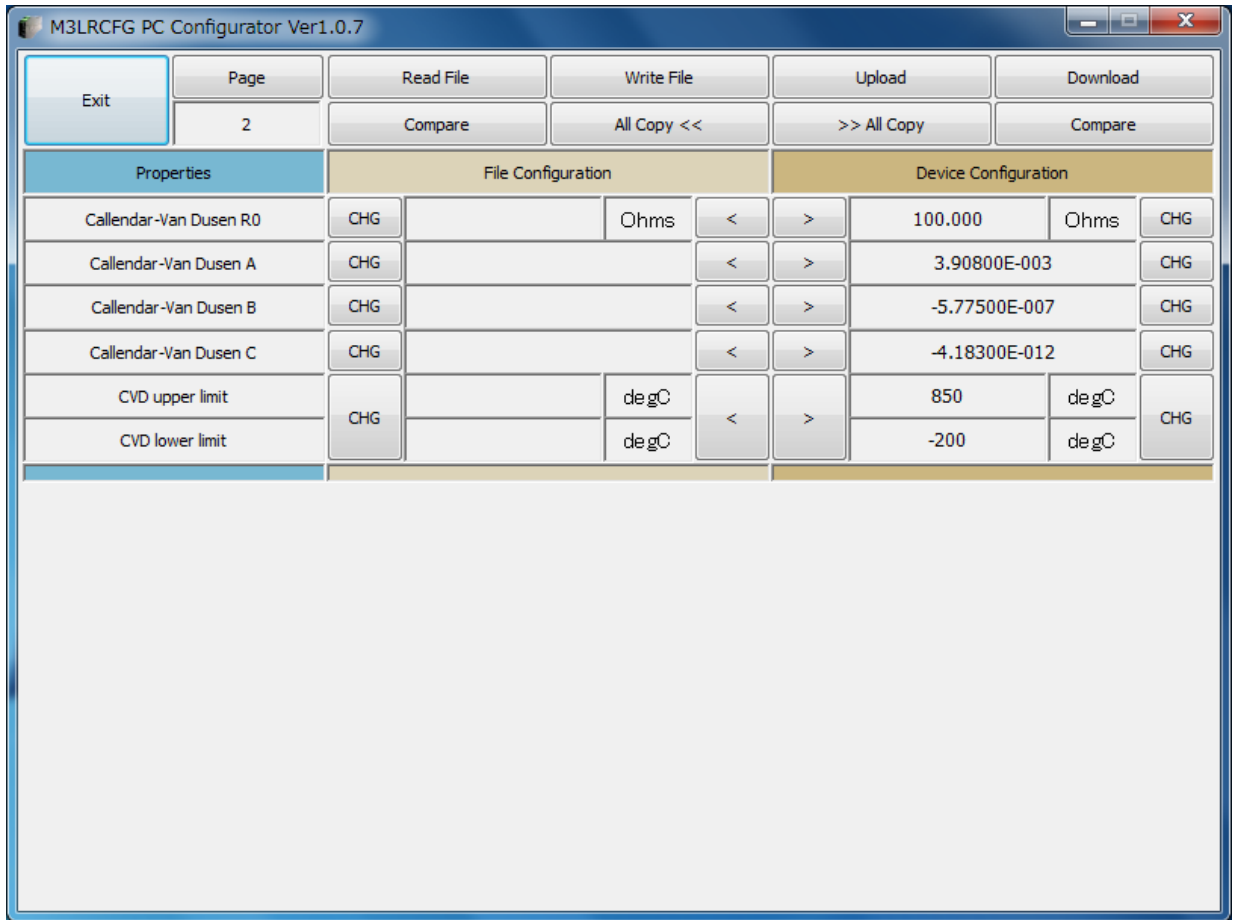 M3LRCFG PC Configurator Ver1.0.7
Exit Page Read File Write File Upload Download
2 Compare All Copy << >> All Copy Compare
Properties File Configuration Device Configuration
Callendar-Van Dusen R0 CHG Ohms < > 100.000 Ohms CHG
Callendar-Van Dusen A CHG < > 3.90800E-003 CHG
Callendar-Van Dusen B CHG < > -5.77500E-007 CHG
Callendar-Van Dusen C CHG < > -4.18300E-012 CHG
CVD upper limit CHG degC < > 850 degC CHG
CVD lower limit degC -200 degC